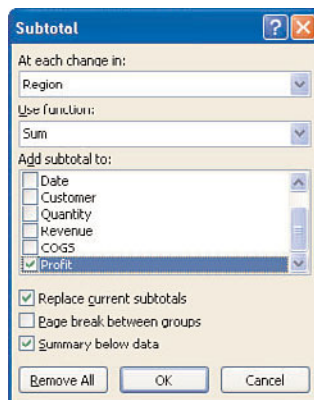 Subtotal
At each change in:
Region
Use function:
Sum
Add subtotal to:
Date
Customer
Quantity
Revenue
COGS
Profit
Replace current subtotals
Page break between groups
Summary below data
Remove All OK Cancel